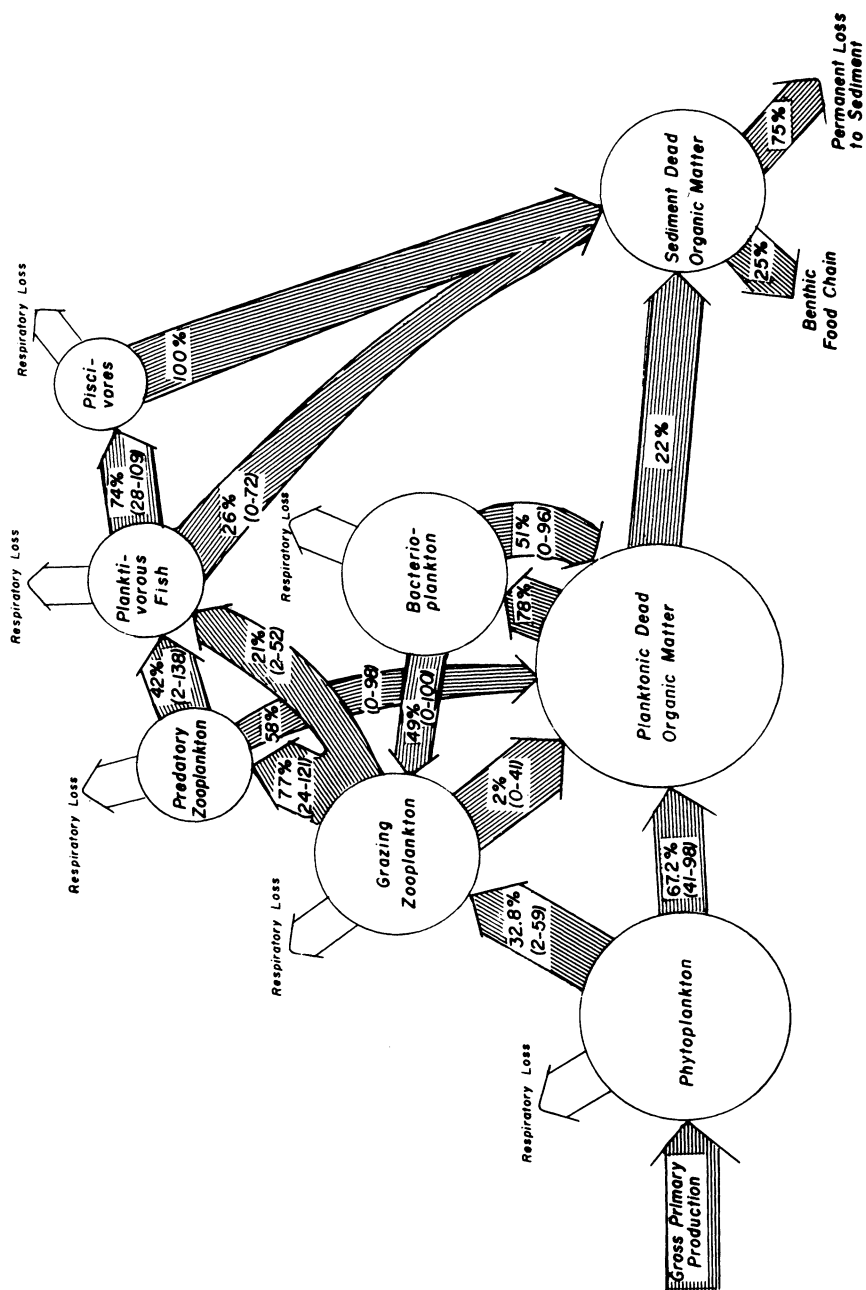 Gross Primary
Production
Respiratory Loss
Phytoplankton
32.8%
(2-59)
67.2%
(41-98)
Respiratory Loss
Grazing
Zooplankton
2%
(0-41)
77%
(24-121)
21%
(2-52)
Respiratory Loss
Predatory
Zooplankton
42%
(2-138)
58%
(0-98)
49%
(0-100)
Planktonic Dead
Organic Matter
78%
51%
(0-96)
Bacterio-
plankton
Respiratory Loss
Respiratory Loss
Plankti-
vorous
Fish
74%
(28-109)
26%
(0-72)
Respiratory Loss
Pisci-
vores
100%
22%
Sediment Dead
Organic Matter
25%
Benthic
Food Chain
75%
Permanent Loss
to Sediment